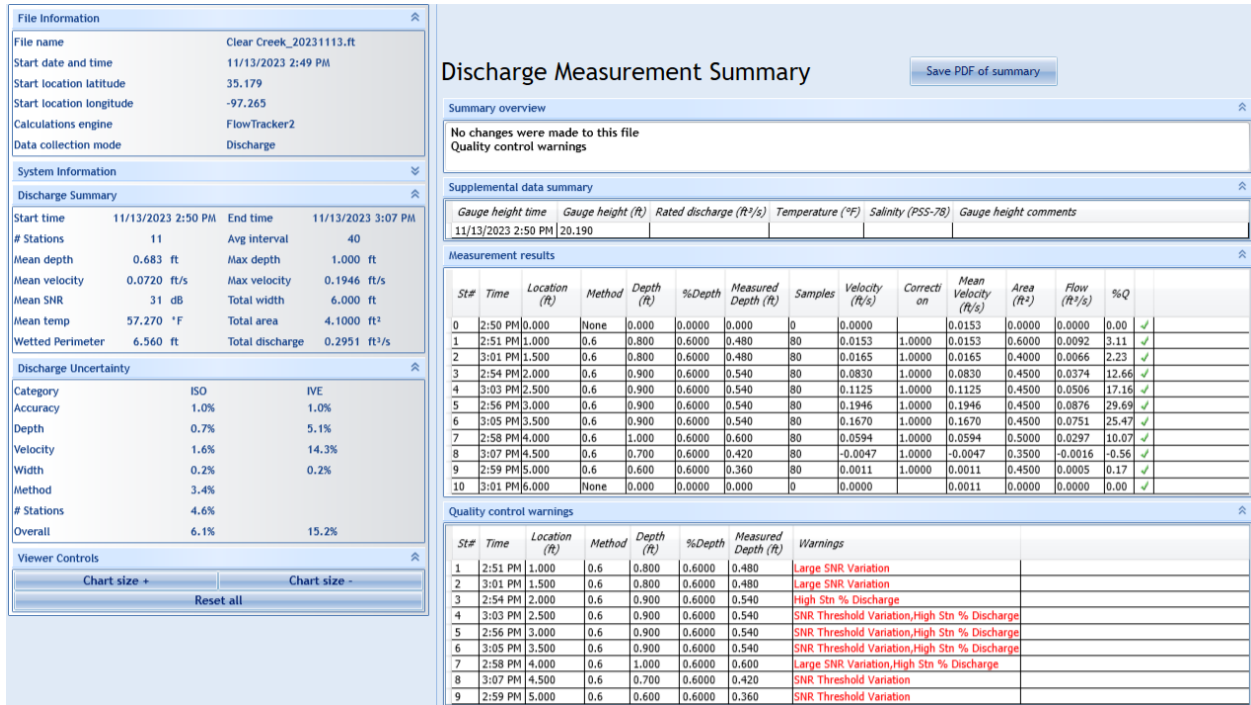 File Information
File name Clear Creek_20231113.ft
Start date and time 11/13/2023 2:49 PM
Start location latitude 35.179
Start location longitude -97.265
Calculations engine FlowTracker2
Data collection mode Discharge
System Information
Discharge Summary
Start time 11/13/2023 2:50 PM End time 11/13/2023 3:07 PM
# Stations 11 Avg interval 40
Mean depth 0.683 ft Max depth 1.000 ft
Mean velocity 0.0720 ft/s Max velocity 0.1946 ft/s
Mean SNR 31 dB Total width 6.000 ft
Mean temp 57.270 °F Total area 4.1000 ft²
Wetted Perimeter 6.560 ft Total discharge 0.2951 ft³/s
Discharge Uncertainty
Category ISO IVE
Accuracy 1.0% 1.0%
Depth 0.7% 5.1%
Velocity 1.6% 14.3%
Width 0.2% 0.2%
Method 3.4%
# Stations 4.6%
Overall 6.1% 15.2%
Viewer Controls
Chart size + Chart size -
Reset all
Discharge Measurement Summary
Save PDF of summary
Summary overview
No changes were made to this file
Quality control warnings
Supplemental data summary
Gauge height time Gauge height (ft) Rated discharge (ft³/s) Temperature (°F) Salinity (PSS-78) Gauge height comments
11/13/2023 2:50 PM 20.190
Measurement results
St# Time Location (ft) Method Depth (ft) %Depth Measured Depth (ft) Samples Velocity (ft/s) Correcti on Mean Velocity (ft/s) Area (ft²) Flow (ft³/s) %Q
0 2:50 PM 0.000 None 0.000 0.0000 0.000 0 0.0000 0.0153 0.0000 0.0000 0.00
1 2:51 PM 1.000 0.6 0.800 0.6000 0.480 80 0.0153 1.0000 0.0153 0.6000 0.0092 3.11
2 3:01 PM 1.500 0.6 0.800 0.6000 0.480 80 0.0165 1.0000 0.0165 0.4000 0.0066 2.23
3 2:54 PM 2.000 0.6 0.900 0.6000 0.540 80 0.0830 1.0000 0.0830 0.4500 0.0374 12.66
4 3:03 PM 2.500 0.6 0.900 0.6000 0.540 80 0.1125 1.0000 0.1125 0.4500 0.0506 17.16
5 2:56 PM 3.000 0.6 0.900 0.6000 0.540 80 0.1946 1.0000 0.1946 0.4500 0.0876 29.69
6 3:05 PM 3.500 0.6 0.900 0.6000 0.540 80 0.1670 1.0000 0.1670 0.4500 0.0751 25.47
7 2:58 PM 4.000 0.6 1.000 0.6000 0.600 80 0.0594 1.0000 0.0594 0.5000 0.0297 10.07
8 3:07 PM 4.500 0.6 0.700 0.6000 0.420 80 -0.0047 1.0000 -0.0047 0.3500 -0.0016 -0.56
9 2:59 PM 5.000 0.6 0.600 0.6000 0.360 80 0.0011 1.0000 0.0011 0.4500 0.0005 0.17
10 3:01 PM 6.000 None 0.000 0.0000 0.000 0 0.0000 0.0011 0.0000 0.0000 0.00
Quality control warnings
St# Time Location (ft) Method Depth (ft) %Depth Measured Depth (ft) Warnings
1 2:51 PM 1.000 0.6 0.800 0.6000 0.480 Large SNR Variation
2 3:01 PM 1.500 0.6 0.800 0.6000 0.480 Large SNR Variation
3 2:54 PM 2.000 0.6 0.900 0.6000 0.540 High Stn % Discharge
4 3:03 PM 2.500 0.6 0.900 0.6000 0.540 SNR Threshold Variation,High Stn % Discharge
5 2:56 PM 3.000 0.6 0.900 0.6000 0.540 SNR Threshold Variation,High Stn % Discharge
6 3:05 PM 3.500 0.6 0.900 0.6000 0.540 SNR Threshold Variation,High Stn % Discharge
7 2:58 PM 4.000 0.6 1.000 0.6000 0.600 Large SNR Variation,High Stn % Discharge
8 3:07 PM 4.500 0.6 0.700 0.6000 0.420 SNR Threshold Variation
9 2:59 PM 5.000 0.6 0.600 0.6000 0.360 SNR Threshold Variation